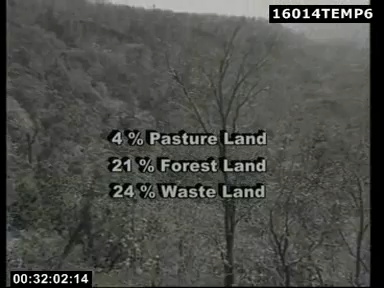 16014TEMP6
4 % Pasture Land
21 % Forest Land
24 % Waste Land
00:32:02:14